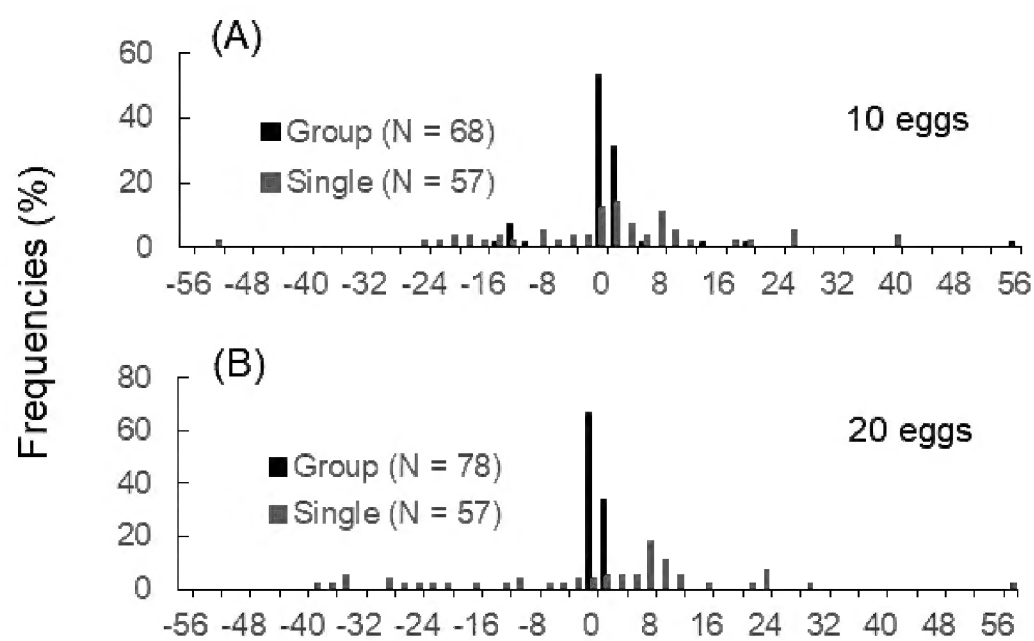 (A)
60
40
20
0
Group (N = 68)
Single (N = 57)
10 eggs
-56 -48 -40 -32 -24 -16 -8 0 8 16 24 32 40 48 56
Frequencies (%)
(B)
80
60
40
20
0
Group (N = 78)
Single (N = 57)
20 eggs
-56 -48 -40 -32 -24 -16 -8 0 8 16 24 32 40 48 56